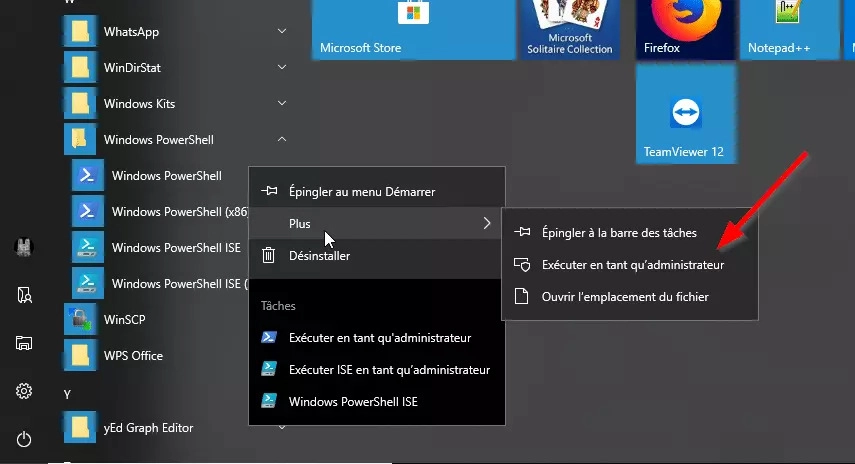 W
WhatsApp
WinDirStat
Windows Kits
Windows PowerShell
Windows PowerShell
Windows PowerShell (x86)
Windows PowerShell ISE
Windows PowerShell ISE (
WinSCP
WPS Office
Y
yEd Graph Editor
Microsoft Store
Microsoft
Solitaire Collection
Firefox
Notepad++
TeamViewer 12
Épingler au menu Démarrer
Plus
Désinstaller
Tâches
Exécuter en tant qu'administrateur
Exécuter ISE en tant qu'administrateur
Windows PowerShell ISE
Épingler à la barre des tâches
Exécuter en tant qu'administrateur
Ouvrir l'emplacement du fichier